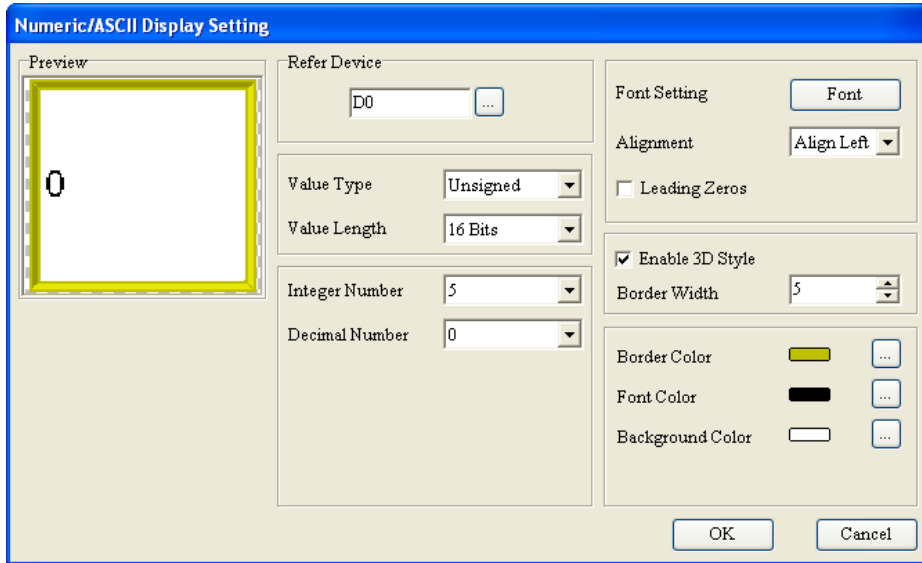 Numeric/ASCII Display Setting
Preview
0
Refer Device
D0
...
Value Type
Unsigned
Value Length
16 Bits
Integer Number
5
Decimal Number
0
Font Setting
Font
Alignment
Align Left
Leading Zeros
Enable 3D Style
Border Width
5
Border Color
...
Font Color
...
Background Color
...
OK
Cancel